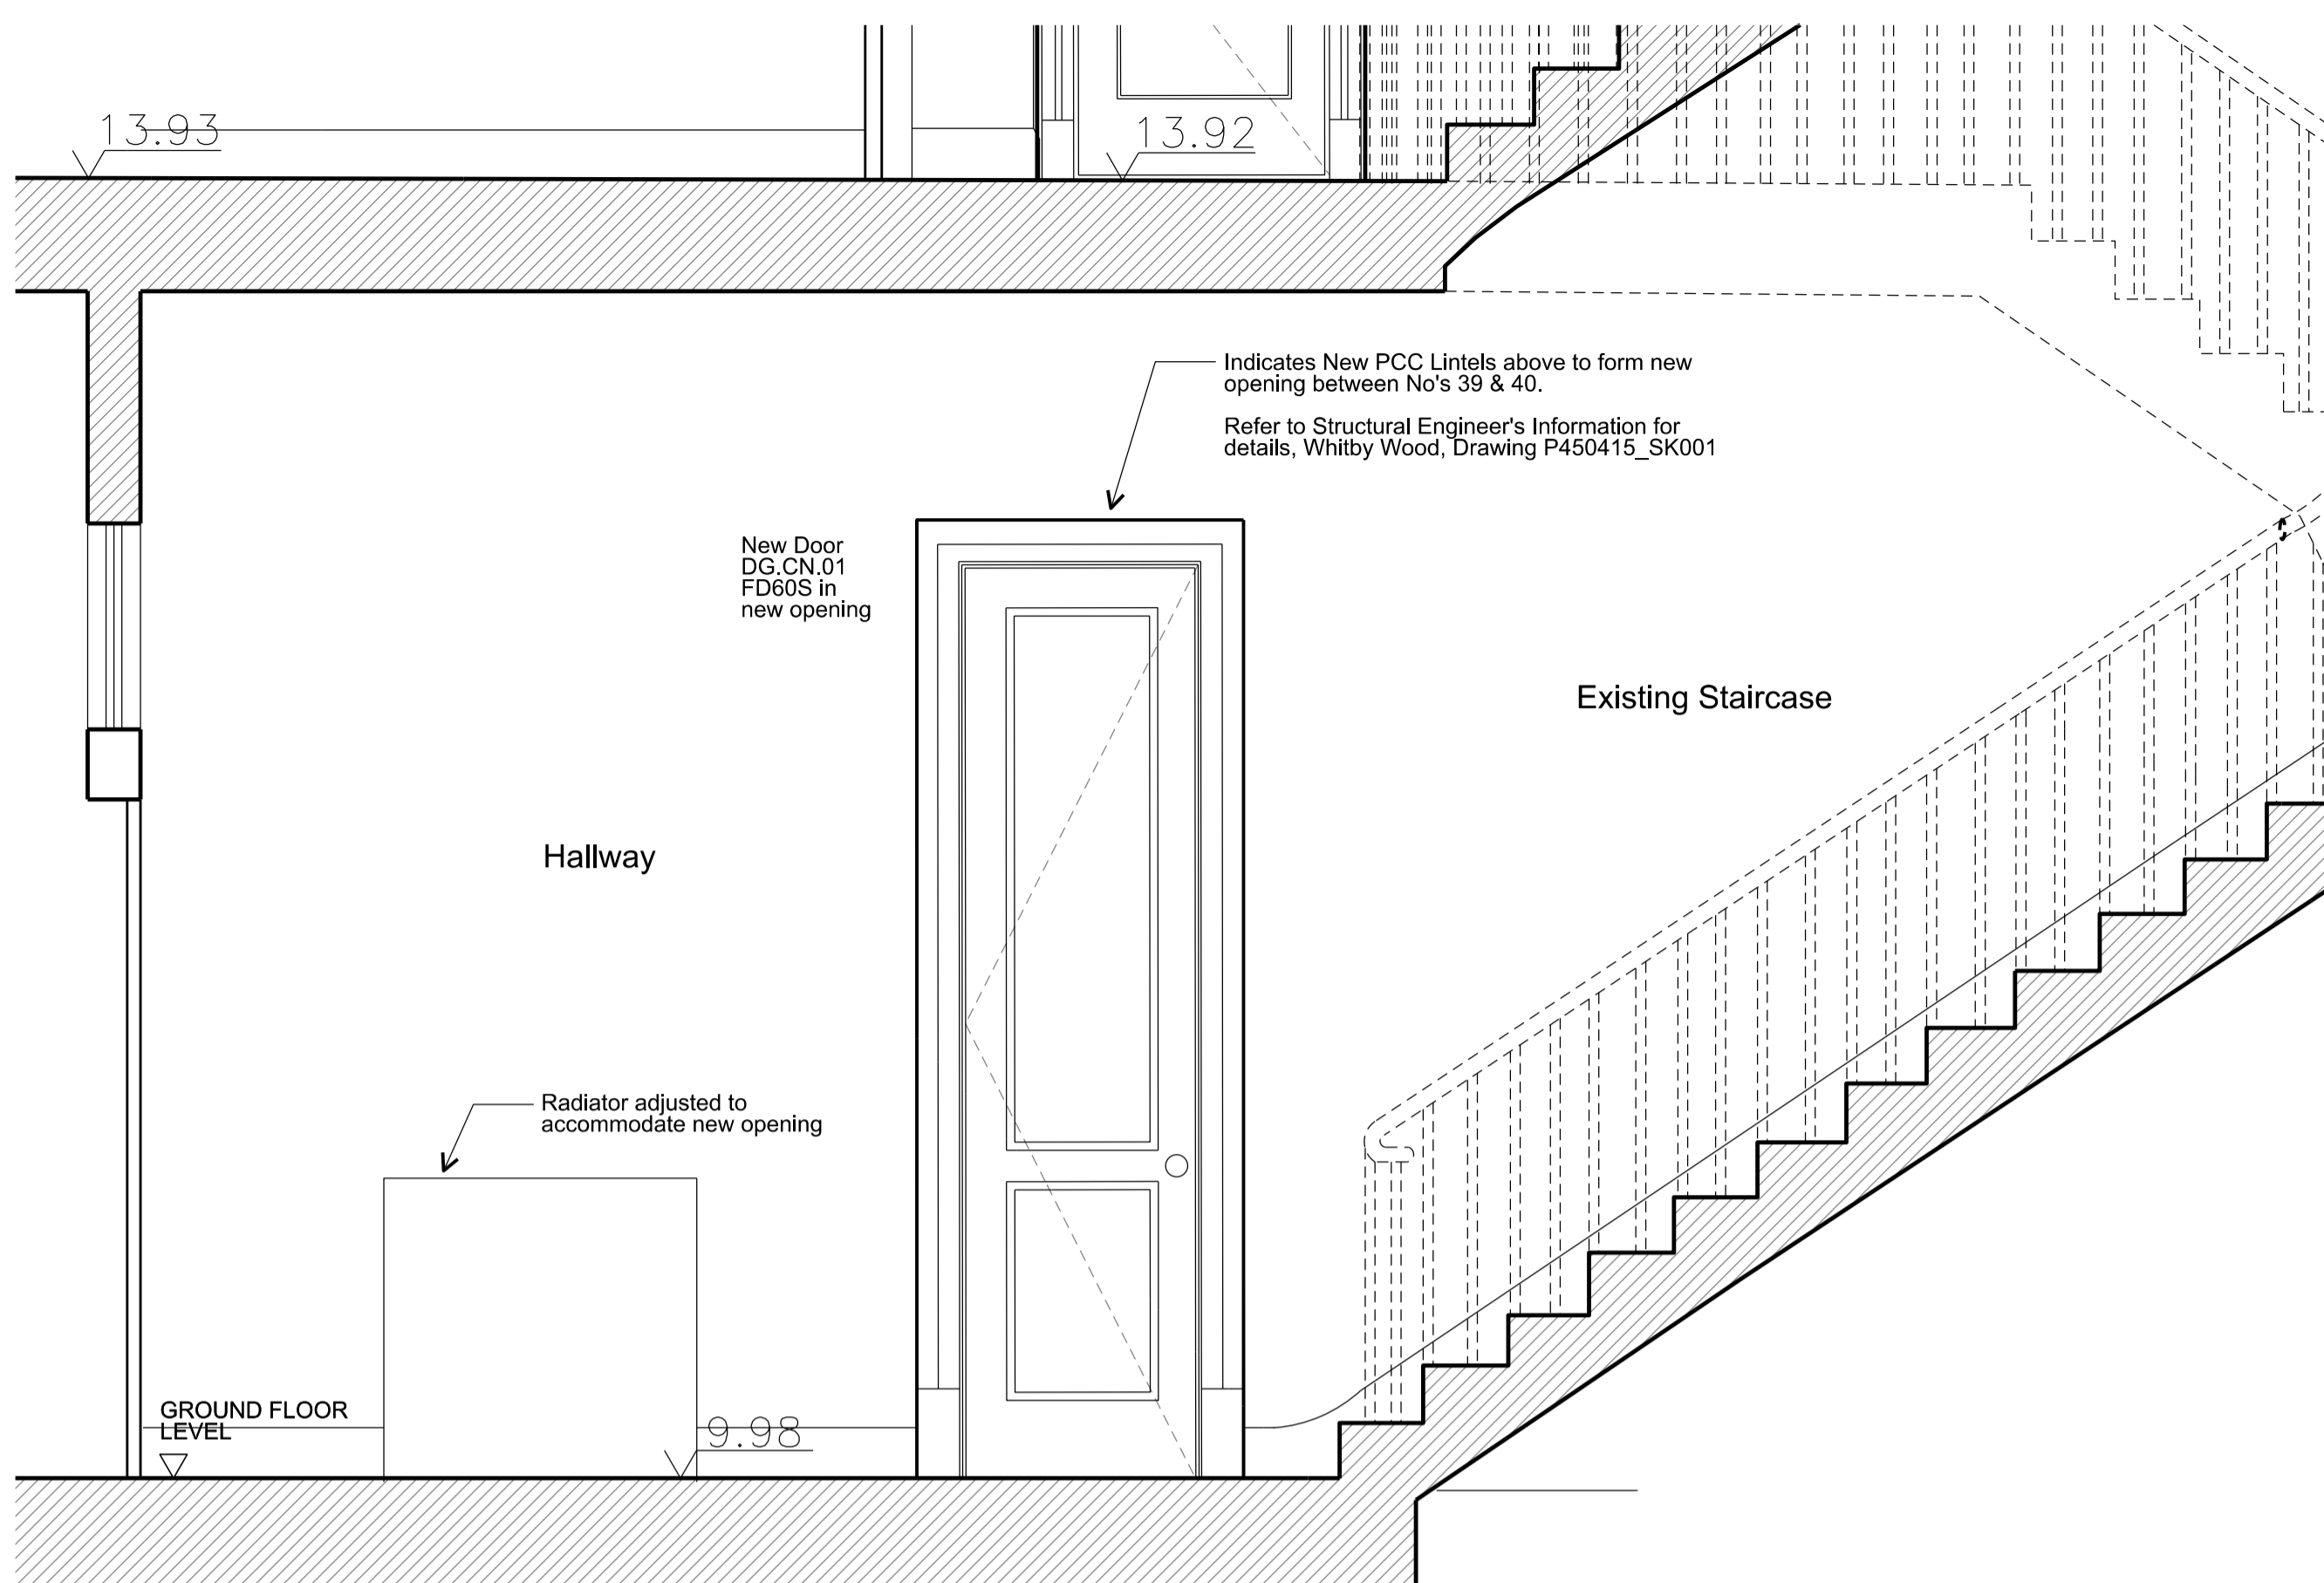 13.93
13.92
Indicates New PCC Lintels above to form new
opening between No's 39 & 40.
Refer to Structural Engineer's Information for
details, Whitby Wood, Drawing P450415_SK001
New Door
DG.CN.01
FD60S in
new opening
Existing Staircase
Hallway
Radiator adjusted to
accommodate new opening
GROUND FLOOR
LEVEL
9.98